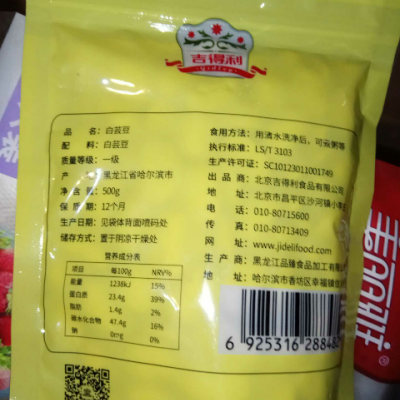 吉得利
Jideli
品 名：白芸豆
配 料：白芸豆
质量等级：一级
产 黑龙江省哈尔滨市
净含量：500g
保 质 期：12个月
生产日期：见袋体背面喷码处
储存方式：置于阴凉干燥处
营养成分表
项目 每100g NRV%
能量 1238kJ 15%
蛋白质 23.4g 39%
脂肪 1.4g 2%
碳水化合物 47.4g 16%
钠 0mg 0%
食用方法：用清水洗净后，可煮粥等
执行标准：LS/T 3103
生产许可证：SC10123011001749
出 品 商：北京吉得利食品有限公
地 址：北京市昌平区沙河镇小
电 话：010-80715600
传 真：010-80713409
网 址：www.jidelifood.com
黑龙江品臻食品加工有限
地 址：哈尔滨市香坊区幸福镇
6 925316 28848